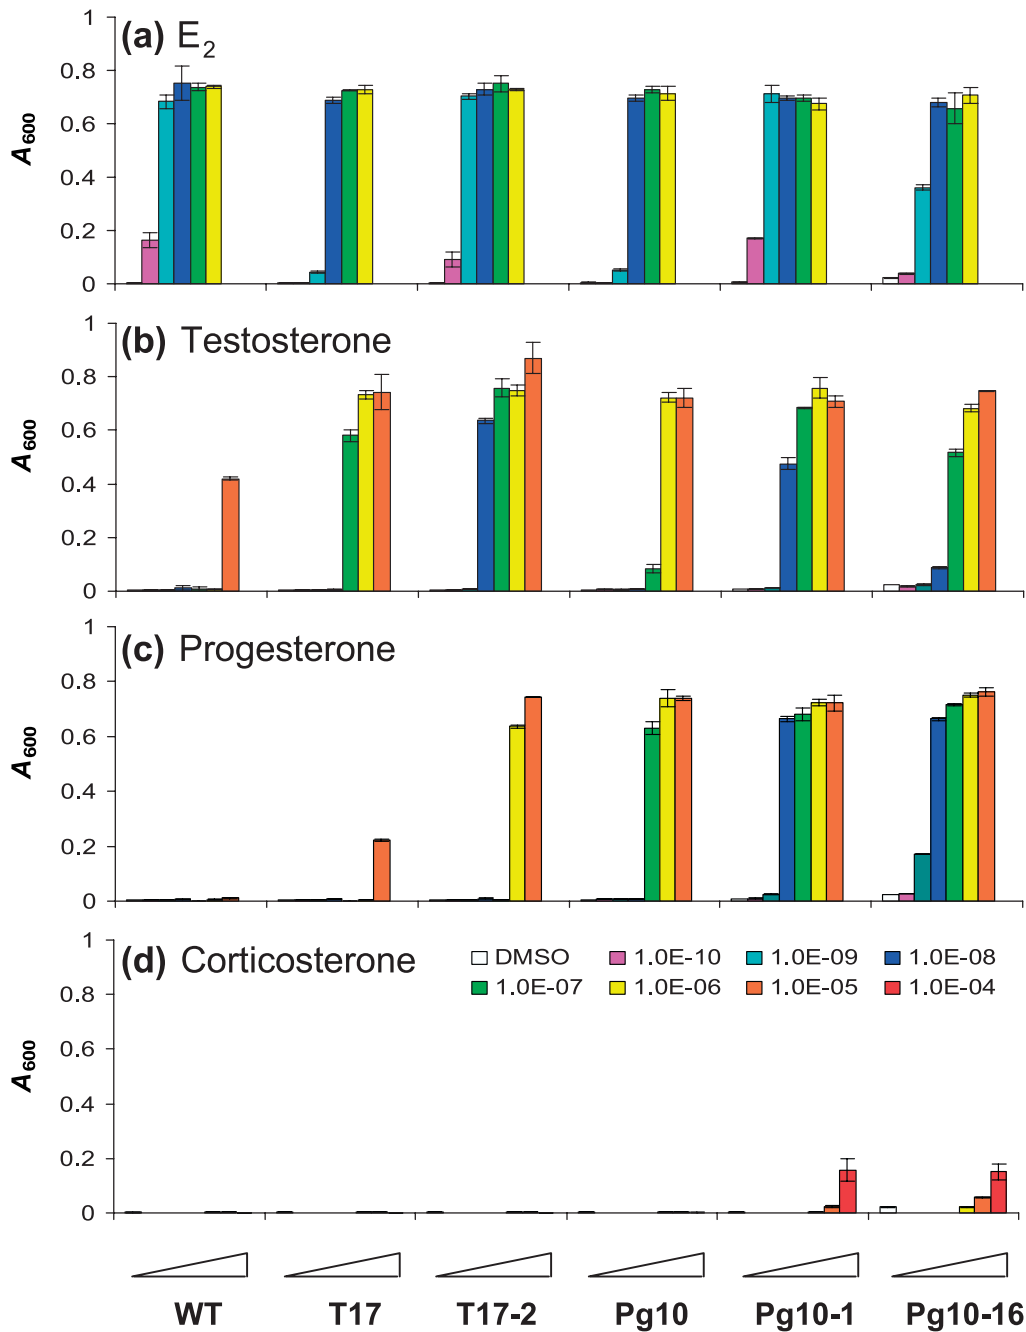 (a) E₂
1
0.8
0.6
0.4
0.2
0
A₆₀₀
(b) Testosterone
1
0.8
0.6
0.4
0.2
0
A₆₀₀
(c) Progesterone
1
0.8
0.6
0.4
0.2
0
A₆₀₀
(d) Corticosterone
1
0.8
0.6
0.4
0.2
0
A₆₀₀
DMSO 1.0E-10 1.0E-09 1.0E-08
1.0E-07 1.0E-06 1.0E-05 1.0E-04
WT T17 T17-2 Pg10 Pg10-1 Pg10-16